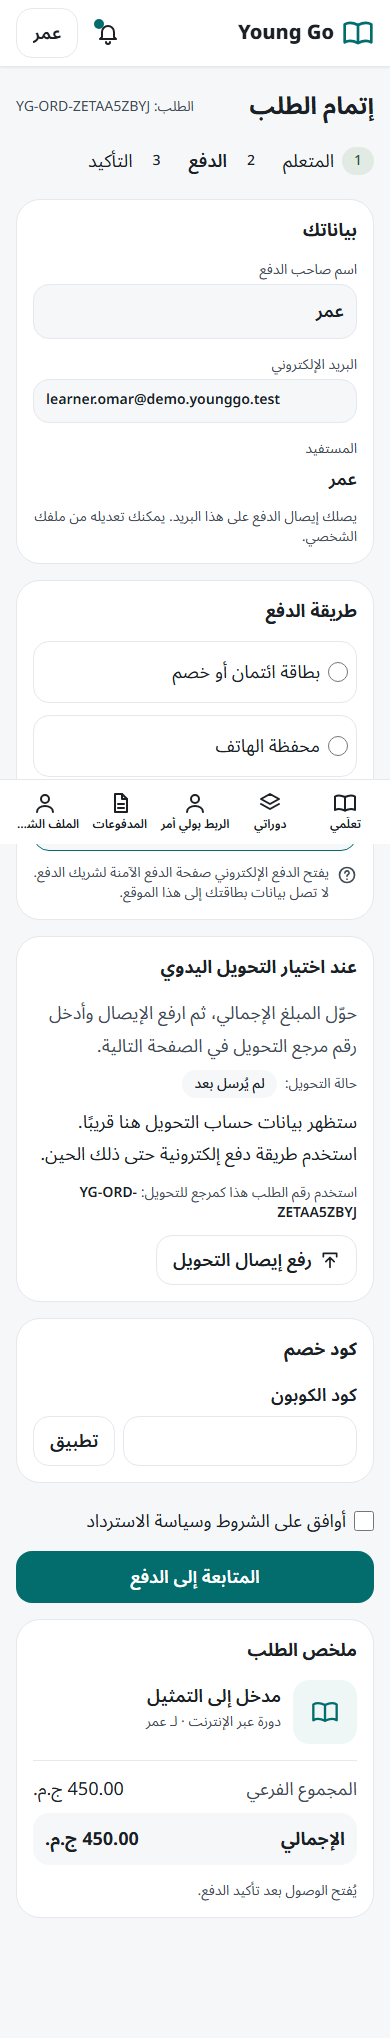 Young Go
عمر
إتمام الطلب
الطلب: YG-ORD-ZETAA5ZBYJ
1 المتعلم 2 الدفع 3 التأكيد
بياناتك
اسم صاحب الدفع
عمر
البريد الإلكتروني
learner.omar@demo.younggo.test
المستفيد
عمر
يصلك إيصال الدفع على هذا البريد. يمكنك تعديله من ملفك
الشخصي.
طريقة الدفع
بطاقة ائتمان أو خصم
محفظة الهاتف
تعلّمي
دوراتي
الربط بولي أمر
المدفوعات
الملف الش...
يفتح الدفع الإلكتروني صفحة الدفع الآمنة لشريك الدفع.
لا تصل بيانات بطاقتك إلى هذا الموقع.
عند اختيار التحويل اليدوي
حوّل المبلغ الإجمالي، ثم ارفع الإيصال وأدخل
رقم مرجع التحويل في الصفحة التالية.
حالة التحويل: لم يُرسل بعد
ستظهر بيانات حساب التحويل هنا قريبًا.
استخدم طريقة دفع إلكترونية حتى ذلك الحين.
استخدم رقم الطلب هذا كمرجع للتحويل: YG-ORD-
ZETAA5ZBYJ
رفع إيصال التحويل
كود خصم
كود الكوبون
تطبيق
أوافق على الشروط وسياسة الاسترداد
المتابعة إلى الدفع
ملخص الطلب
مدخل إلى التمثيل
دورة عبر الإنترنت · لـ عمر
المجموع الفرعي 450.00 ج.م.
الإجمالي 450.00 ج.م.
يُفتح الوصول بعد تأكيد الدفع.